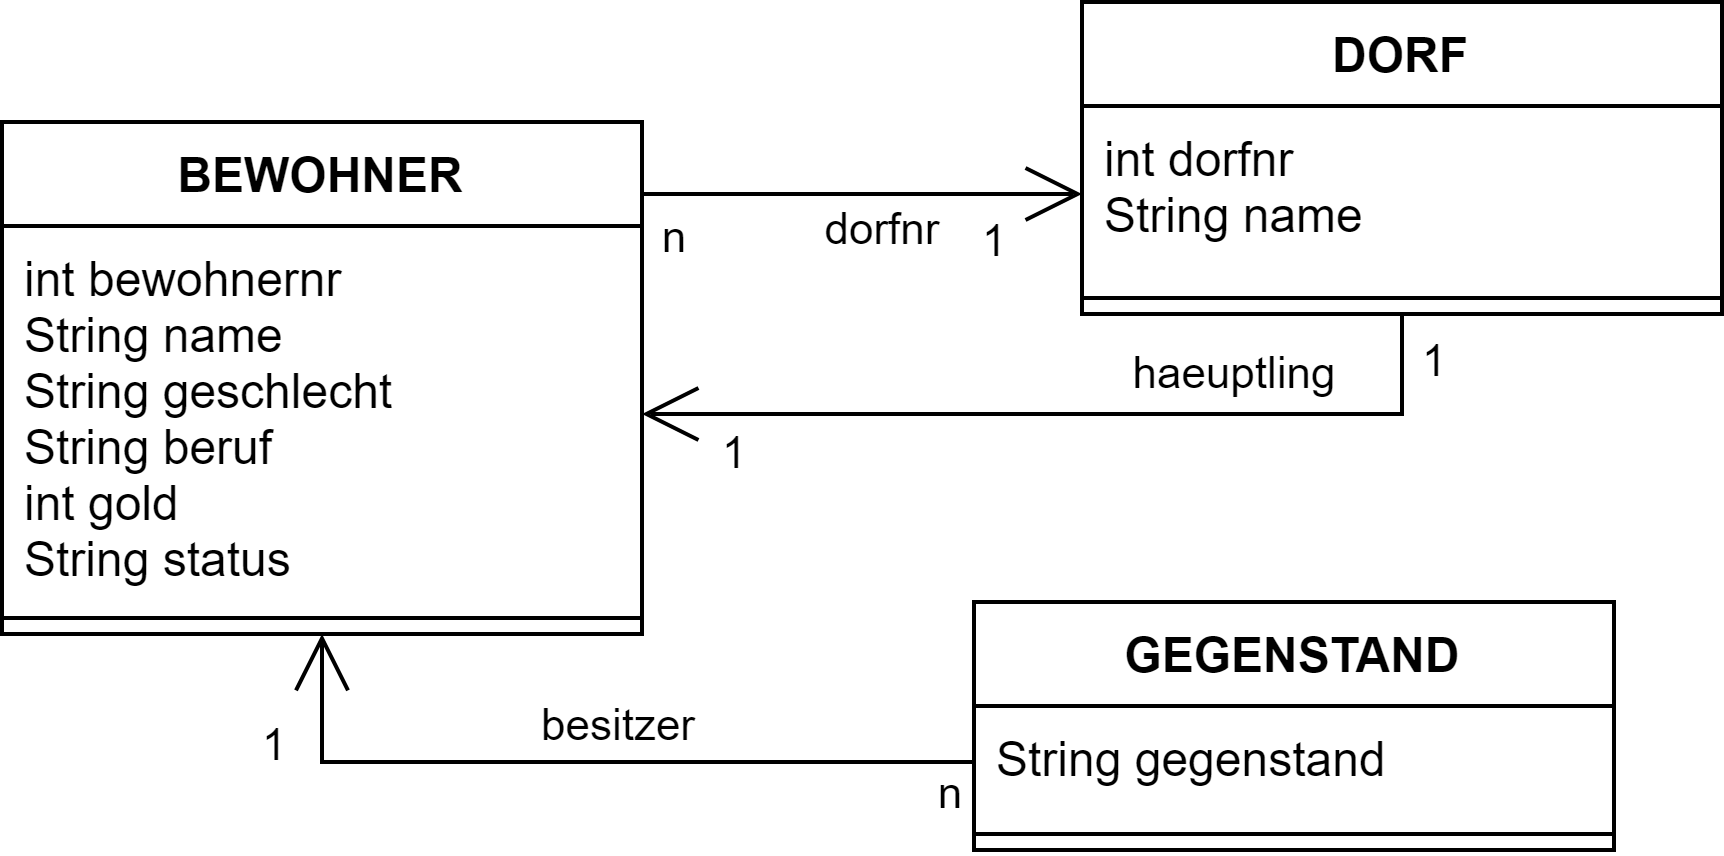 DORF
int dorfnr
String name
BEWOHNER
int bewohnernr
String name
String geschlecht
String beruf
int gold
String status
n
dorfnr
1
haeuptling
1
1
GEGENSTAND
String gegenstand
1
besitzer
n